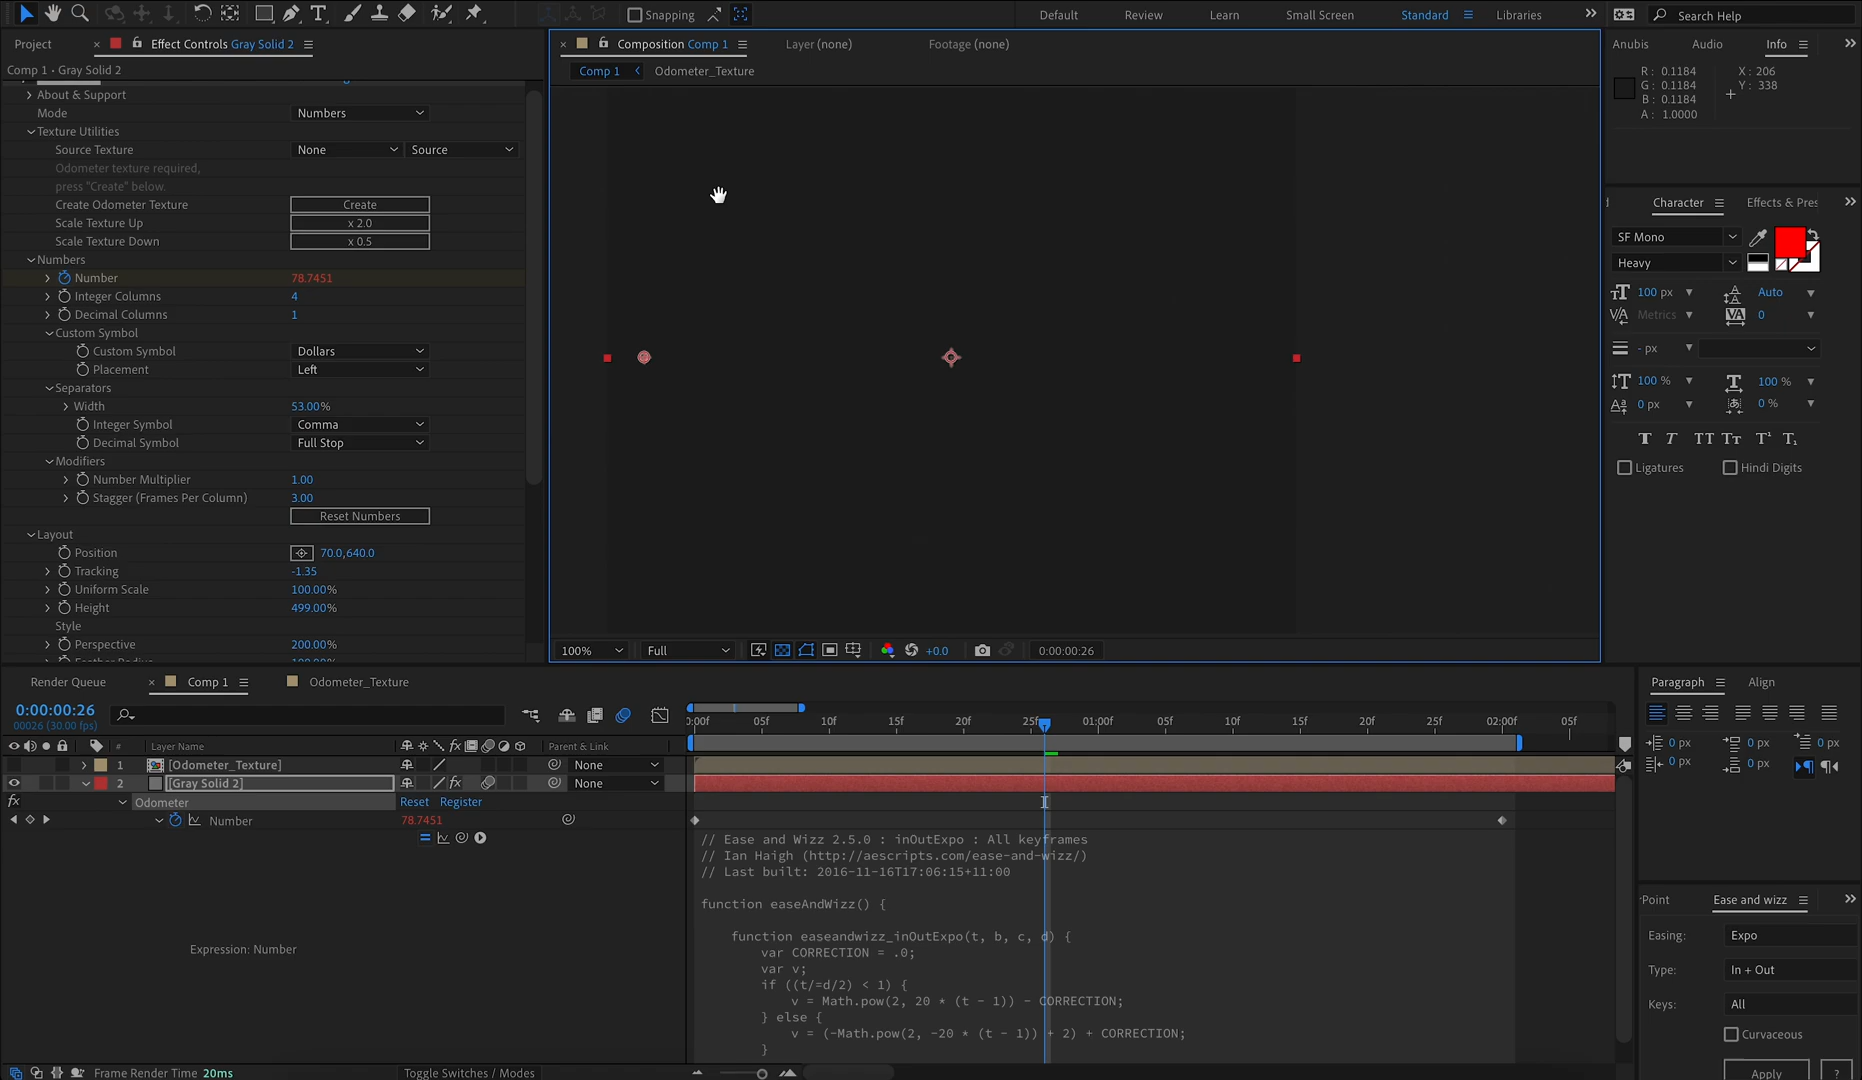 Snapping
Default
Review
Learn
Small Screen
Standard
Libraries
Search Help
Project
Effect Controls Gray Solid 2
Comp 1 · Gray Solid 2
About & Support
Mode Numbers
Texture Utilities
Source Texture None Source
Odometer texture required,
press "Create" below.
Create Odometer Texture Create
Scale Texture Up x 2.0
Scale Texture Down x 0.5
Numbers
Number 78.7451
Integer Columns 4
Decimal Columns 1
Custom Symbol
Custom Symbol Dollars
Placement Left
Separators
Width 53.00%
Integer Symbol Comma
Decimal Symbol Full Stop
Modifiers
Number Multiplier 1.00
Stagger (Frames Per Column) 3.00
Reset Numbers
Layout
Position 70.0,640.0
Tracking -1.35
Uniform Scale 100.00%
Height 499.00%
Style
Perspective 200.00%
Composition Comp 1
Layer (none)
Footage (none)
Comp 1
Odometer_Texture
100%
Full
+0.0
0:00:00:26
Anubis
Audio
Info
R: 0.1184
G: 0.1184
B: 0.1184
A: 1.0000
X: 206
Y: 338
Character
Effects & Pres
SF Mono
Heavy
100 px
Auto
Metrics
0
- px
100 %
100 %
0 px
0 %
Ligatures
Hindi Digits
Render Queue
Comp 1
Odometer_Texture
0:00:00:26
00026 (30.00 fps)
# Layer Name
Parent & Link
1 [Odometer_Texture] None
2 [Gray Solid 2] None
Odometer
Reset Register
Number 78.7451
Expression: Number
0:00f 05f 10f 15f 20f 25f 01:00f 05f 10f 15f 20f 25f 02:00f 05f
// Ease and Wizz 2.5.0 : inOutExpo : All keyframes
// Ian Haigh (http://aescripts.com/ease-and-wizz/)
// Last built: 2016-11-16T17:06:15+11:00
function easeAndWizz() {
function easeandwizz_inOutExpo(t, b, c, d) {
var CORRECTION = .0;
var v;
if ((t/=d/2) < 1) {
v = Math.pow(2, 20 * (t - 1)) - CORRECTION;
} else {
v = (-Math.pow(2, -20 * (t - 1)) + 2) + CORRECTION;
}
Frame Render Time 20ms
Toggle Switches / Modes
Paragraph
Align
0 px
0 px
0 px
0 px
0 px
Point
Ease and wizz
Easing: Expo
Type: In + Out
Keys: All
Curvaceous
Apply
?